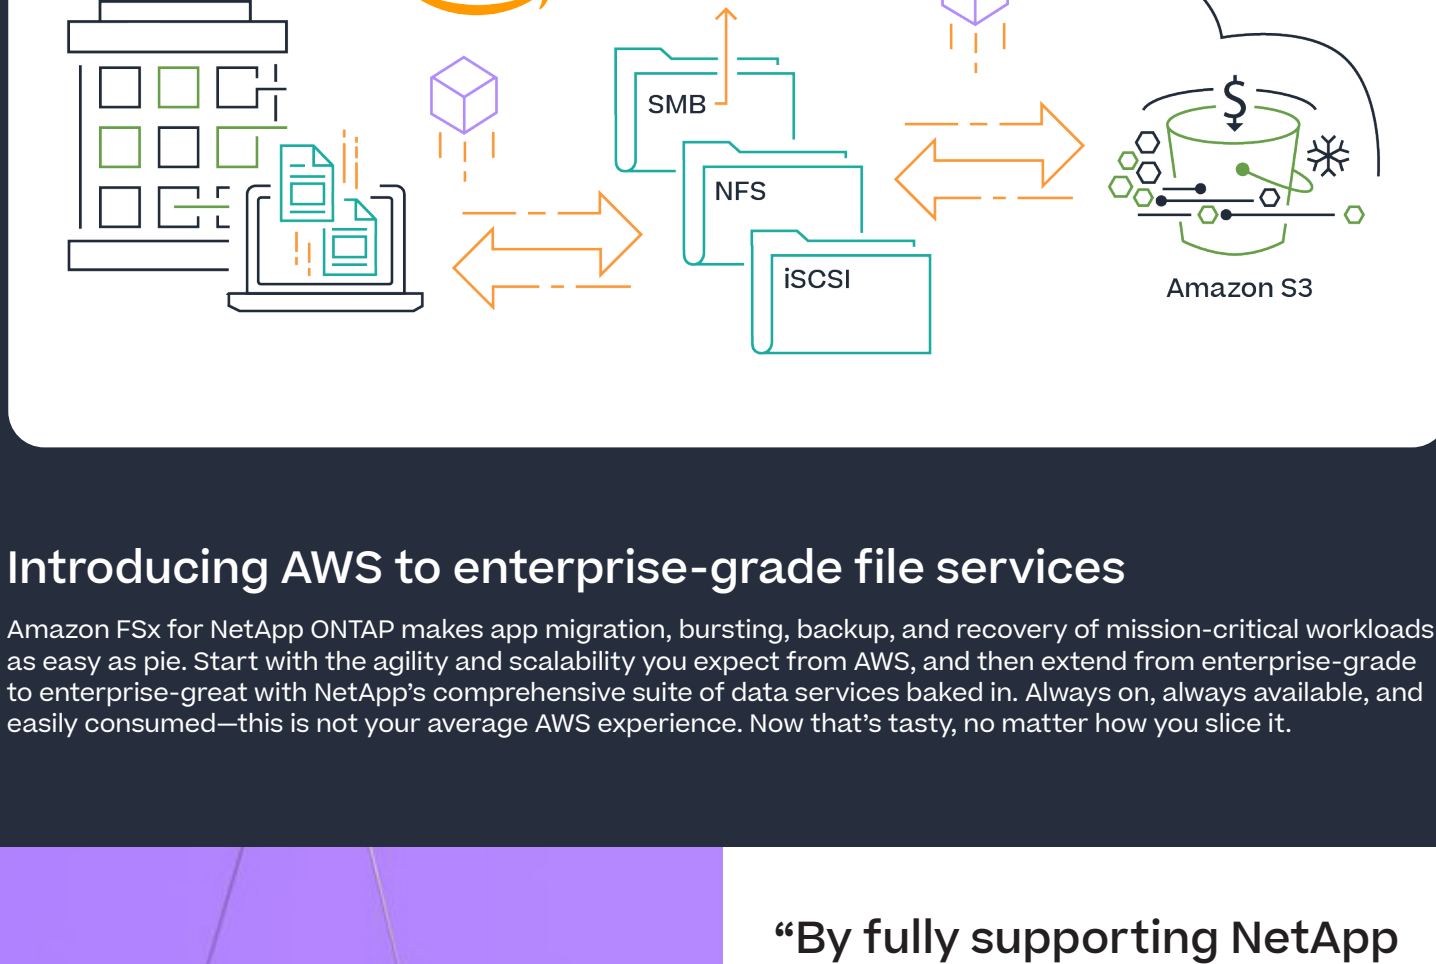 SMB
NFS
iSCSI
Amazon S3
Introducing AWS to enterprise-grade file services
Amazon FSx for NetApp ONTAP makes app migration, bursting, backup, and recovery of mission-critical workloads
as easy as pie. Start with the agility and scalability you expect from AWS, and then extend from enterprise-grade
to enterprise-great with NetApp’s comprehensive suite of data services baked in. Always on, always available, and
easily consumed—this is not your average AWS experience. Now that’s tasty, no matter how you slice it.
“By fully supporting NetApp